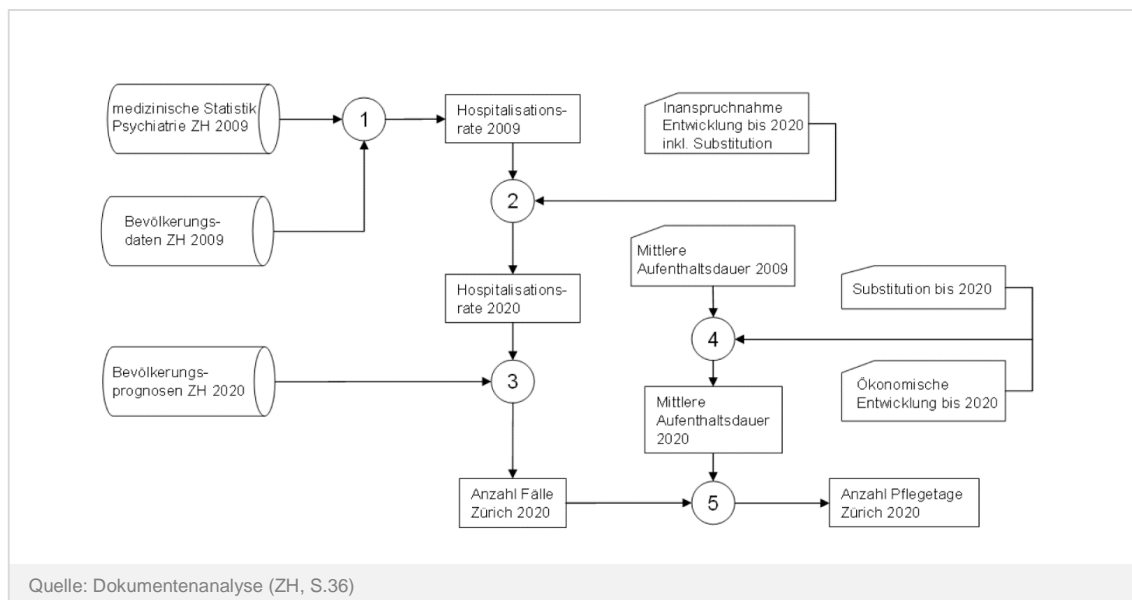 medizinische Statistik
Psychiatrie ZH 2009
1
Hospitalisations-
rate 2009
Inanspruchnahme
Entwicklung bis 2020
inkl. Substitution
2
Bevölkerungs-
daten ZH 2009
Mittlere
Aufenthaltsdauer 2009
Hospitalisations-
rate 2020
Substitution bis 2020
4
Bevölkerungs-
prognosen ZH 2020
3
Mittlere
Aufenthaltsdauer
2020
Ökonomische
Entwicklung bis 2020
Anzahl Fälle
Zürich 2020
5
Anzahl Pflegetage
Zürich 2020
Quelle: Dokumentenanalyse (ZH, S.36)